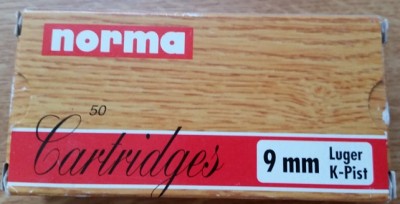 norma
50
Cartridges
9 mm Luger
K-Pist